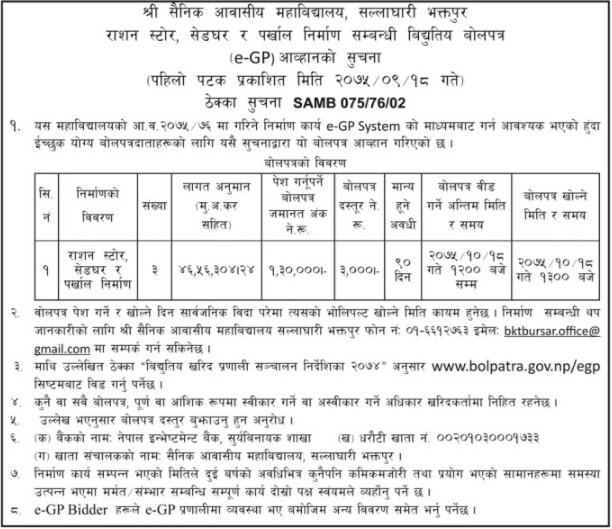 श्री सैनिक आवासीय महाविद्यालय, सल्लाघारी भक्तपुर
राशन स्टोर, सेडघर र पर्खाल निर्माण सम्बन्धी विद्युतिय बोलपत्र
(e-GP) आव्हानको सुचना
(पहिलो पटक प्रकाशित मिति २०७५/०९/१८ गते)
ठेक्का सुचना SAMB 075/76/02
१. यस महाविद्यालयको आ.व.२०७५/७६ मा गरिने निर्माण कार्य e-GP System को माध्यमबाट गर्न आवश्यक भएको हुंदा
ईच्छुक योग्य बोलपत्रदाताहरूको लागि यसै सुचनाद्वारा यो बोलपत्र आव्हान गरिएको छ ।
बोलपत्रको विवरण
सि. नं
निर्माणको विवरण
संख्या
लागत अनुमान (मु.अ.कर सहित)
पेश गर्नूपर्ने बोलपत्र जमानत अंक ने.रू.
बोलपत्र दस्तूर ने. रू.
मान्य हूने अवधी
बोलपत्र वीड गर्ने अन्तिम मिति र समय
बोलपत्र खोल्ने मिति र समय
१
राशन स्टोर, सेडघर र पर्खाल निर्माण
३
४६,५६,३०४।२४
१,३०,०००।-
३,०००।-
९० दिन
२०७५/१०/१८ गते १२०० बजे सम्म
२०७५/१०/१८ गते १३०० बजे
२. बोलपत्र पेश गर्ने र खोल्ने दिन सार्वजनिक विदा परेमा त्यसको भोलिपल्ट खोल्ने मिति कायम हुनेछ । निर्माण सम्बन्धी थप
जानकारीको लागि श्री सैनिक आवासीय महाविद्यालय सल्लाघारी भक्तपुर फोन नं: ०१-६६१२७६३ इमेल: bktbursar.office@
gmail.com मा सम्पर्क गर्न सकिनेछ ।
३. माथि उल्लेखित ठेक्का "विद्युतिय खरिद प्रणाली सञ्चालन निर्देशिका २०७४" अनुसार www.bolpatra.gov.np/egp
सिष्टमबाट विड गर्नु पर्नेछ ।
४. कुनै वा सबै बोलपत्र, पूर्ण वा आंशिक रूपमा स्वीकार गर्ने वा अस्वीकार गर्ने अधिकार खरिदकर्तामा निहित रहनेछ ।
५. उल्लेख भएनुसार बोलपत्र दस्तुर बुझाउनु हुन अनुरोध ।
६. (क) बैंकको नाम: नेपाल इन्भेष्टमेन्ट बैंक, सुर्यबिनायक शाखा (ख) धरौटी खाता नं. ००२०१०३०००१७३३
(ग) खाता संचालकको नाम: सैनिक आवासीय महाविद्यालय, सल्लाघारी भक्तपुर ।
७. निर्माण कार्य सम्पन्न भएको मितिले दुई बर्षको अवधिभित्र कुनैपनि कमिकमजोरी तथा प्रयोग भएको सामानहरूमा समस्या
उत्पन्न भएमा मर्मत/संम्भार सम्बन्धि सम्पूर्ण कार्य दोस्रो पक्ष स्वंयमले व्यहोर्नु पर्ने छ ।
८. e-GP Bidder हरूले e-GP प्रणालीमा व्यवस्था भए बमोजिम अन्य विवरण समेत भर्नु पर्नेछ ।